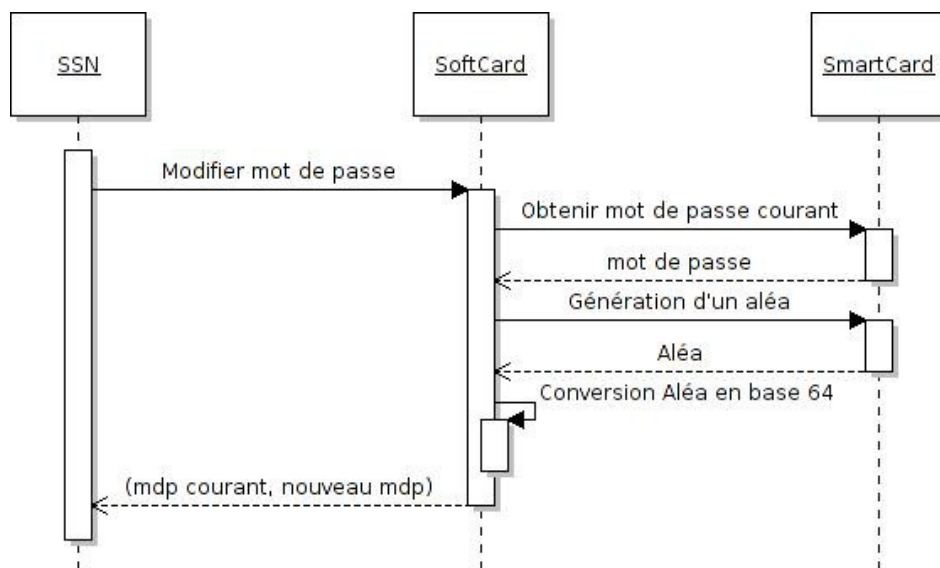 SSN
SoftCard
SmartCard
Modifier mot de passe
Obtenir mot de passe courant
mot de passe
Génération d'un aléa
Aléa
Conversion Aléa en base 64
(mdp courant, nouveau mdp)